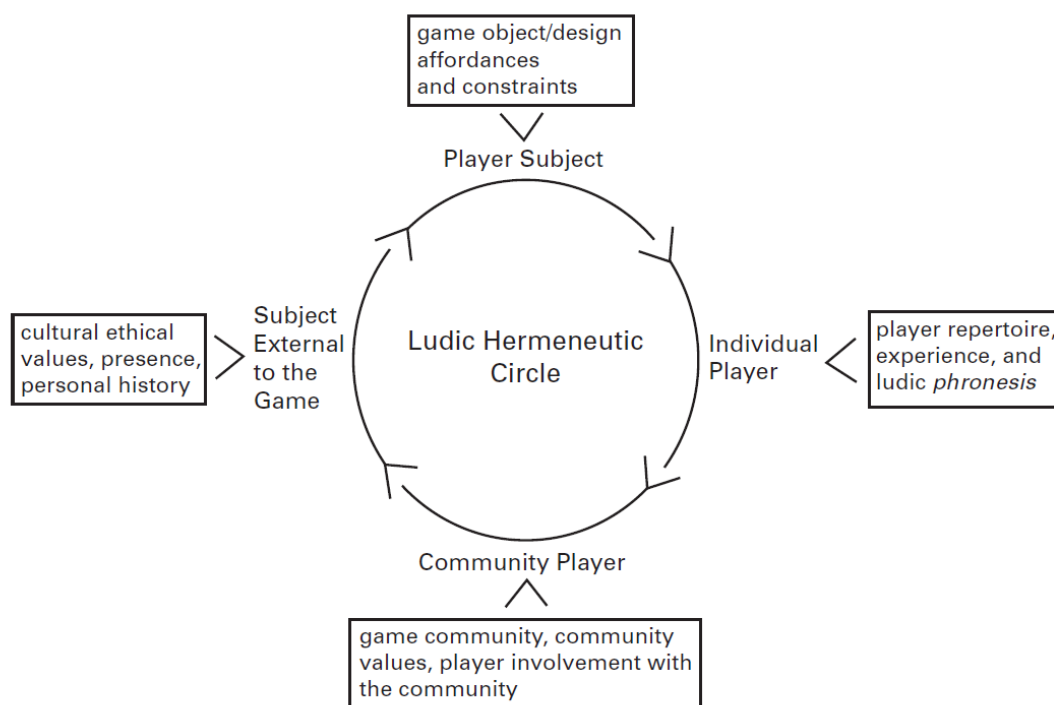 game object/design
affordances
and constraints
Player Subject
Subject
External
to the
Game
cultural ethical
values, presence,
personal history
Ludic Hermeneutic
Circle
Individual
Player
player repertoire,
experience, and
ludic phronesis
Community Player
game community, community
values, player involvement with
the community